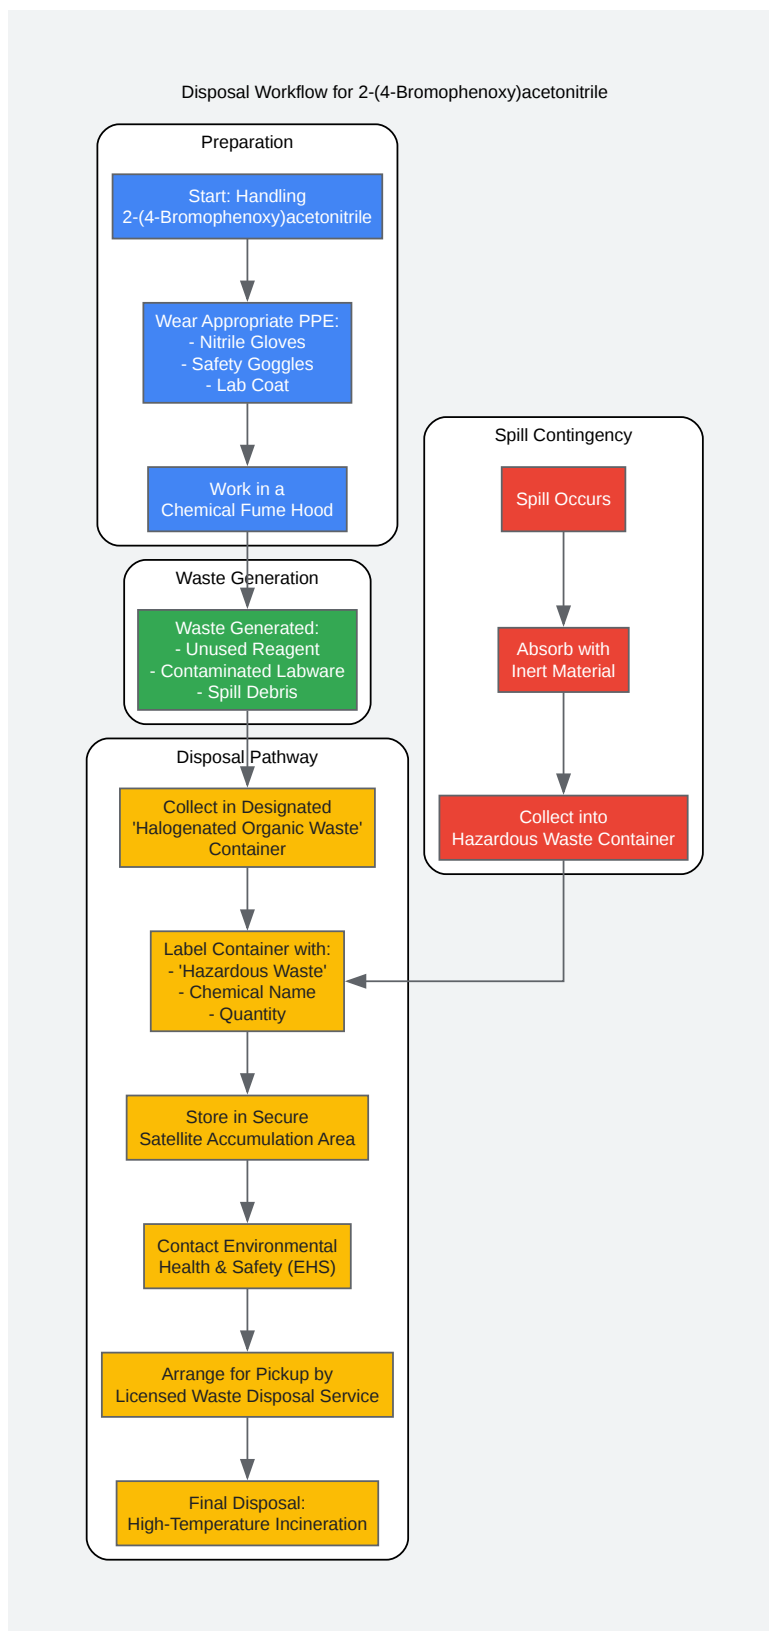 Disposal Workflow for 2-(4-Bromophenoxy)acetonitrile
Preparation
Start: Handling
2-(4-Bromophenoxy)acetonitrile
Wear Appropriate PPE:
- Nitrile Gloves
- Safety Goggles
- Lab Coat
Work in a
Chemical Fume Hood
Waste Generation
Waste Generated:
- Unused Reagent
- Contaminated Labware
- Spill Debris
Disposal Pathway
Collect in Designated
'Halogenated Organic Waste'
Container
Label Container with:
- 'Hazardous Waste'
- Chemical Name
- Quantity
Store in Secure
Satellite Accumulation Area
Contact Environmental
Health & Safety (EHS)
Arrange for Pickup by
Licensed Waste Disposal Service
Final Disposal:
High-Temperature Incineration
Spill Contingency
Spill Occurs
Absorb with
Inert Material
Collect into
Hazardous Waste Container